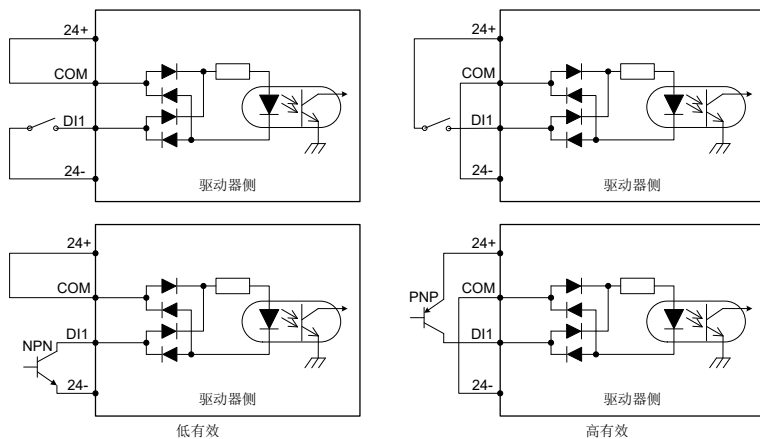 24+
COM
DI1
24-
驱动器侧
24+
COM
DI1
24-
驱动器侧
24+
COM
DI1
NPN
24-
驱动器侧
低有效
24+
PNP
COM
DI1
24-
驱动器侧
高有效